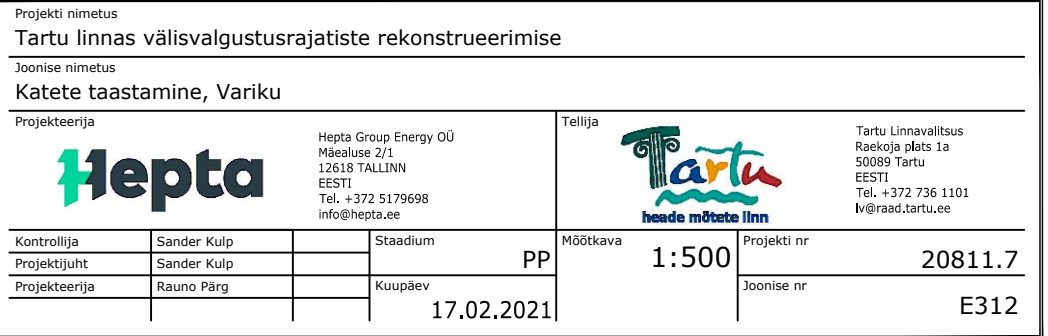 Projekti nimetus
Tartu linnas välisvalgustusrajatiste rekonstrueerimise
Joonise nimetus
Katete taastamine, Variku
Projekteerija
Hepta
Hepta Group Energy OÜ
Mäealuse 2/1
12618 TALLINN
EESTI
Tel. +372 5179698
info@hepta.ee
Tellija
Tartu
heade mõtete linn
Tartu Linnavalitsus
Raekoja plats 1a
50089 Tartu
EESTI
Tel. +372 736 1101
lv@raad.tartu.ee
Kontrollija Sander Kulp
Projektijuht Sander Kulp
Projekteerija Rauno Pärg
Staadium
PP
Kuupäev
17.02.2021
Mõõtkava
1:500
Projekti nr
20811.7
Joonise nr
E312